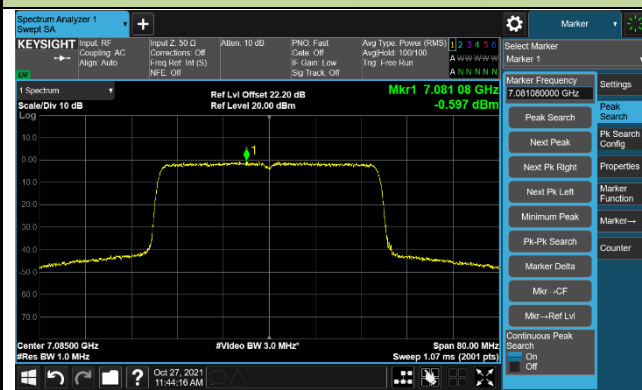 Spectrum Analyzer 1
Swept SA
Marker
KEYSIGHT
Input: RF
Coupling: AC
Align: Auto
Input Z: 50 Ω
Corrections: Off
Freq Ref: Int (S)
NFE: Off
Atten: 10 dB
PNO: Fast
Gate: Off
IF Gain: Low
Sig Track: Off
Avg Type: Power (RMS)
Avg|Hold: 100/100
Trig: Free Run
1 2 3 4 5 6
A W W W W W
A N N N N N
Select Marker
Marker 1
LXI
1 Spectrum
Scale/Div 10 dB
Log
Ref Lvl Offset 22.20 dB
Ref Level 20.00 dBm
Mkr1 7.081 08 GHz
-0.597 dBm
10.0
0.00
10.0
20.0
30.0
40.0
-50.0
60.0
70.0
1
Center 7.08500 GHz
#Res BW 1.0 MHz
#Video BW 3.0 MHz*
Span 80.00 MHz
Sweep 1.07 ms (2001 pts)
Marker Frequency
7.081080000 GHz
Peak Search
Next Peak
Next Pk Right
Next Pk Left
Minimum Peak
Pk-Pk Search
Marker Delta
Mkr→CF
Mkr→Ref Lvl
Continuous Peak
Search
On
Off
Settings
Peak
Search
Pk Search
Config
Properties
Marker
Function
Marker→
Counter
?
Oct 27, 2021
11:44:16 AM